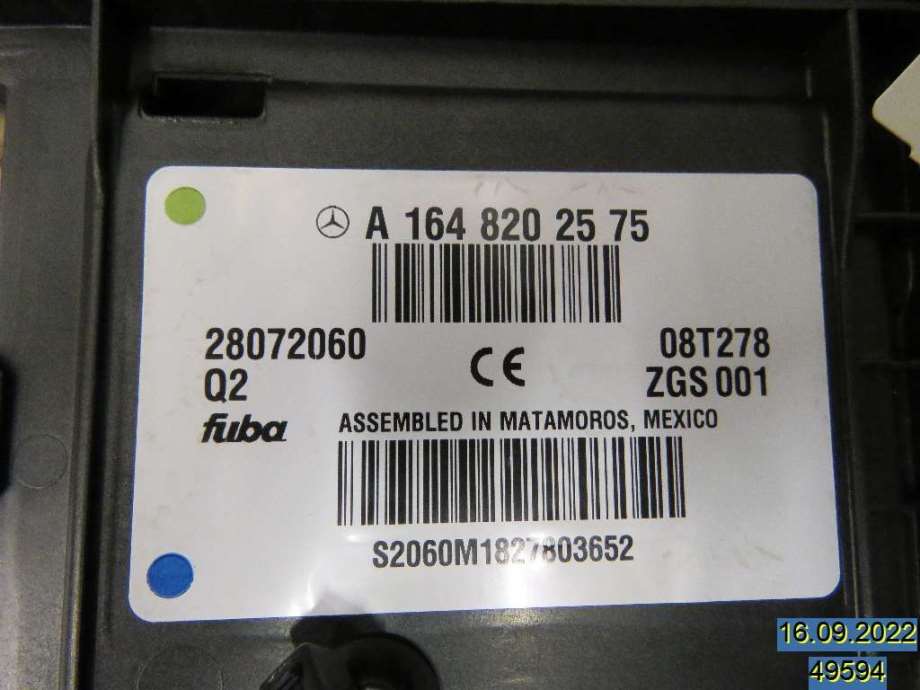 A 164 820 25 75
28072060 08T278
Q2 ZGS 001
fuba ASSEMBLED IN MATAMOROS, MEXICO
S2060M1827803652
16.09.2022
49594